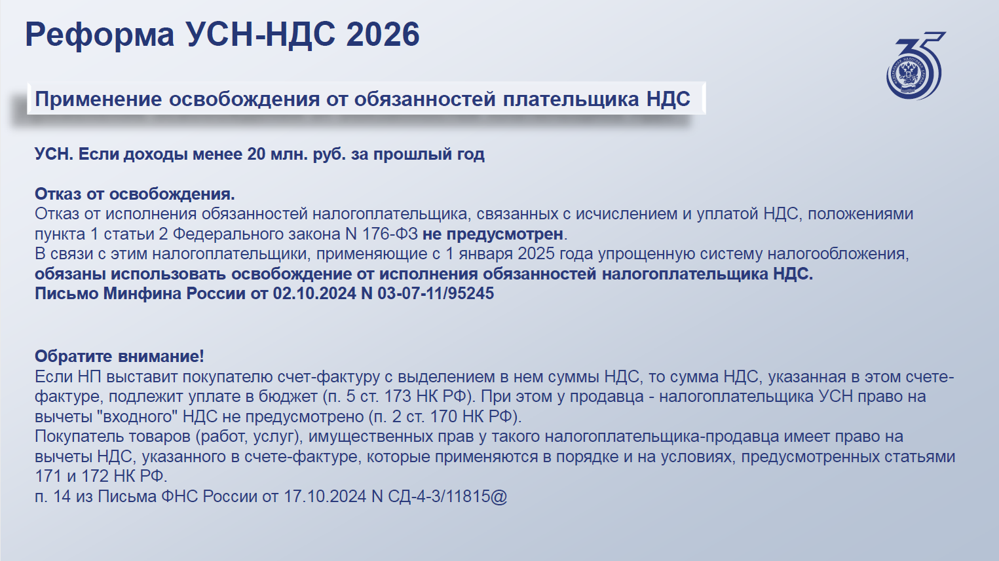 Реформа УСН-НДС 2026
35
Применение освобождения от обязанностей плательщика НДС
УСН. Если доходы менее 20 млн. руб. за прошлый год
Отказ от освобождения.
Отказ от исполнения обязанностей налогоплательщика, связанных с исчислением и уплатой НДС, положениями
пункта 1 статьи 2 Федерального закона N 176-ФЗ не предусмотрен.
В связи с этим налогоплательщики, применяющие с 1 января 2025 года упрощенную систему налогообложения,
обязаны использовать освобождение от исполнения обязанностей налогоплательщика НДС.
Письмо Минфина России от 02.10.2024 N 03-07-11/95245
Обратите внимание!
Если НП выставит покупателю счет-фактуру с выделением в нем суммы НДС, то сумма НДС, указанная в этом счете-
фактуре, подлежит уплате в бюджет (п. 5 ст. 173 НК РФ). При этом у продавца - налогоплательщика УСН право на
вычеты "входного" НДС не предусмотрено (п. 2 ст. 170 НК РФ).
Покупатель товаров (работ, услуг), имущественных прав у такого налогоплательщика-продавца имеет право на
вычеты НДС, указанного в счете-фактуре, которые применяются в порядке и на условиях, предусмотренных статьями
171 и 172 НК РФ.
п. 14 из Письма ФНС России от 17.10.2024 N СД-4-3/11815@